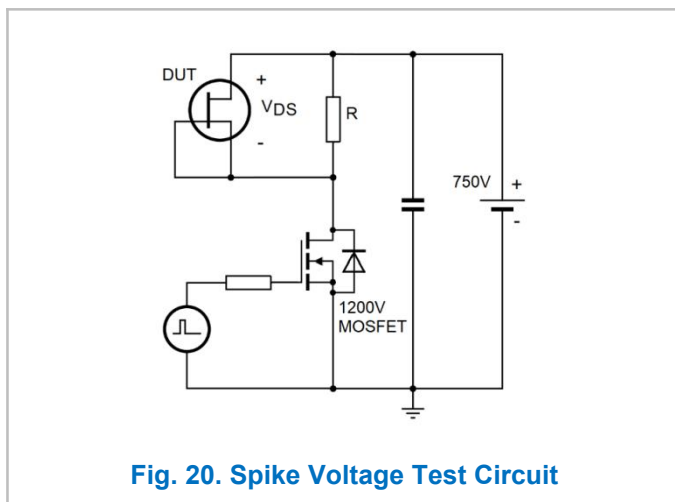 DUT
+
VDS
-
R
750V
+
-
1200V
MOSFET
Fig. 20. Spike Voltage Test Circuit